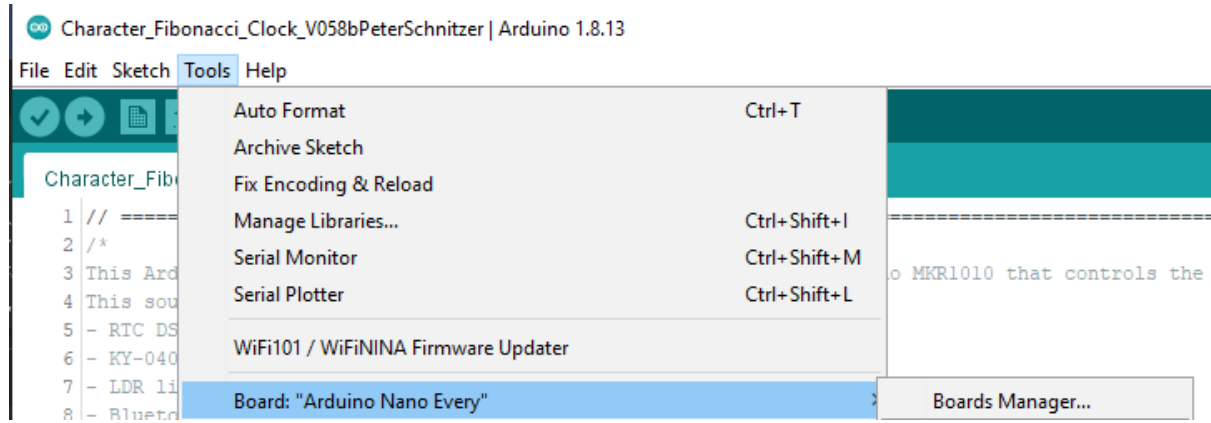 Character_Fibonacci_Clock_V058bPeterSchnitzer | Arduino 1.8.13
File Edit Sketch Tools Help
Auto Format Ctrl+T
Archive Sketch
Character_Fib
Fix Encoding & Reload
1 // =====
Manage Libraries... Ctrl+Shift+I
2 /*
Serial Monitor Ctrl+Shift+M
3 This Ard o MKR1010 that controls the
Serial Plotter Ctrl+Shift+L
4 This sou
5 - RTC DS
WiFi101 / WiFiNINA Firmware Updater
6 - KY-040
7 - LDR li
Board: "Arduino Nano Every" Boards Manager...
8 - Blueto